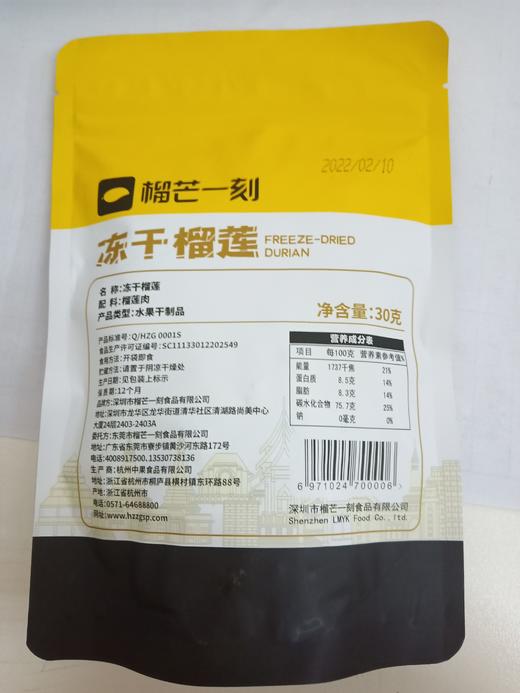 2022/02/10
榴芒一刻
冻干榴莲 FREEZE-DRIED DURIAN
名 称:冻干榴莲
配 料:榴莲肉
产品类型:水果干制品
净含量:30克
产品标准号:Q/HZG 0001S
食品生产许可证编号:SC11133012202549
食用方法:开袋即食
贮藏方法:请置于阴凉干燥处
生产日期:见包装上标示
保质期:12个月
品牌方:深圳市榴芒一刻食品有限公司
地址:深圳市龙华区龙华街道清华社区清湖路尚美中心
大厦24层2403-2403A
委托方:东莞市榴芒一刻食品有限公司
地址:广东省东莞市寮步镇黄沙河东路172号
电话:4008917500.13530738136
生产商:杭州中果食品有限公司
地址:浙江省杭州市桐庐县横村镇东环路88号
产地:浙江省杭州市
电话:0571-64688800
网址:www.hzzgsp.com
营养成分表
项目 每100克 营养素参考值%
能量 1737千焦 21%
蛋白质 8.5克 14%
脂肪 8.3克 14%
碳水化合物 75.7克 25%
钠 0毫克 0%
6971024700006
深圳市榴芒一刻食品有限公司
Shenzhen LMYK Food Co., ltd.